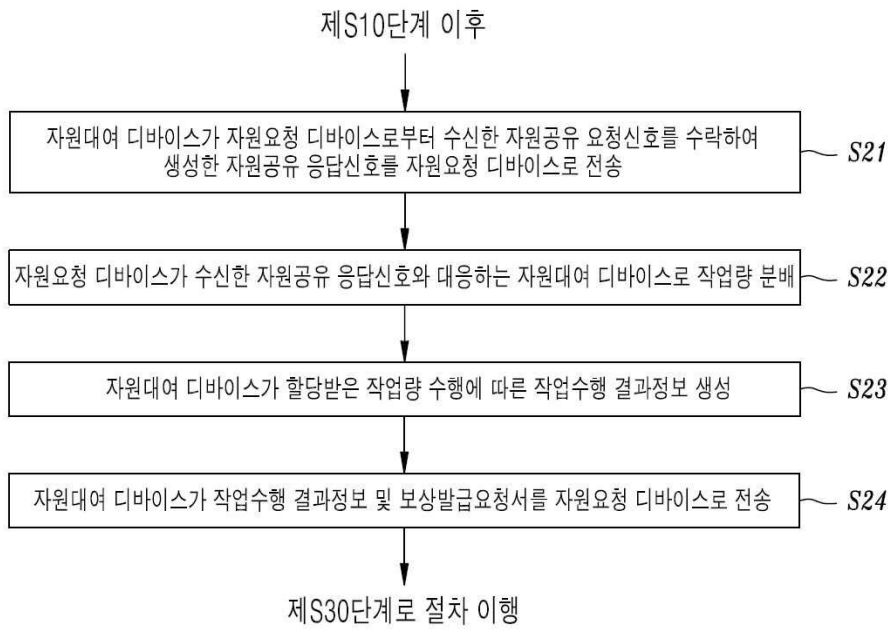 제S10단계 이후
자원대여 디바이스가 자원요청 디바이스로부터 수신한 자원공유 요청신호를 수락하여
생성한 자원공유 응답신호를 자원요청 디바이스로 전송
S21
자원요청 디바이스가 수신한 자원공유 응답신호와 대응하는 자원대여 디바이스로 작업량 분배
S22
자원대여 디바이스가 할당받은 작업량 수행에 따른 작업수행 결과정보 생성
S23
자원대여 디바이스가 작업수행 결과정보 및 보상발급요청서를 자원요청 디바이스로 전송
S24
제S30단계로 절차 이행